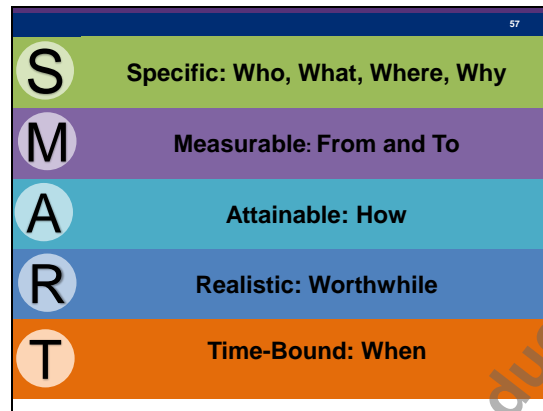 57
S
Specific: Who, What, Where, Why
M
Measurable: From and To
A
Attainable: How
R
Realistic: Worthwhile
T
Time-Bound: When